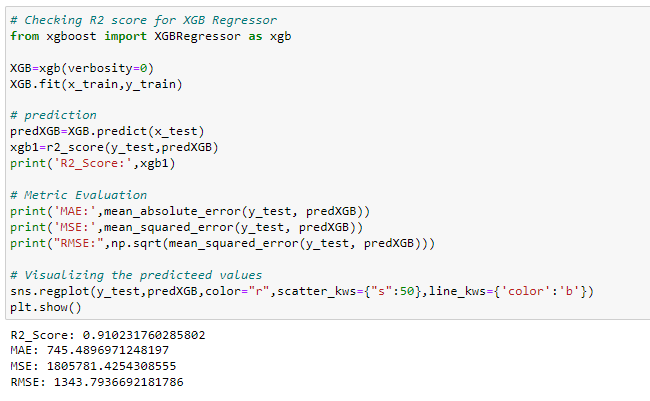 # Checking R2 score for XGB Regressor
from xgboost import XGBRegressor as xgb
XGB=xgb(verbosity=0)
XGB.fit(x_train,y_train)
# prediction
predXGB=XGB.predict(x_test)
xgb1=r2_score(y_test,predXGB)
print('R2_Score:',xgb1)
# Metric Evaluation
print('MAE:',mean_absolute_error(y_test, predXGB))
print('MSE:',mean_squared_error(y_test, predXGB))
print("RMSE:",np.sqrt(mean_squared_error(y_test, predXGB)))
# Visualizing the predicteed values
sns.regplot(y_test,predXGB,color="r",scatter_kws={"s":50},line_kws={'color':'b'})
plt.show()
R2_Score: 0.910231760285802
MAE: 745.4896971248197
MSE: 1805781.4254308555
RMSE: 1343.7936692181786